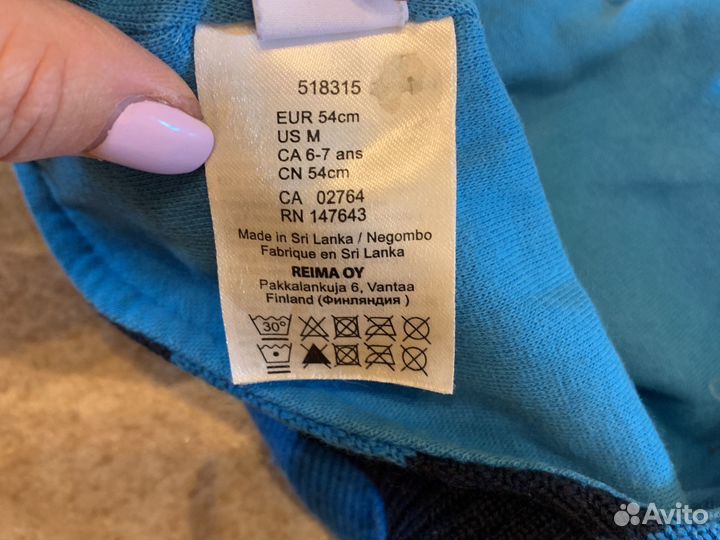 518315
EUR 54cm
US M
CA 6-7 ans
CN 54cm
CA 02764
RN 147643
Made in Sri Lanka / Negombo
Fabrique en Sri Lanka
REIMA OY
Pakkalankuja 6, Vantaa
Finland (Финляндия )
30°
Avito